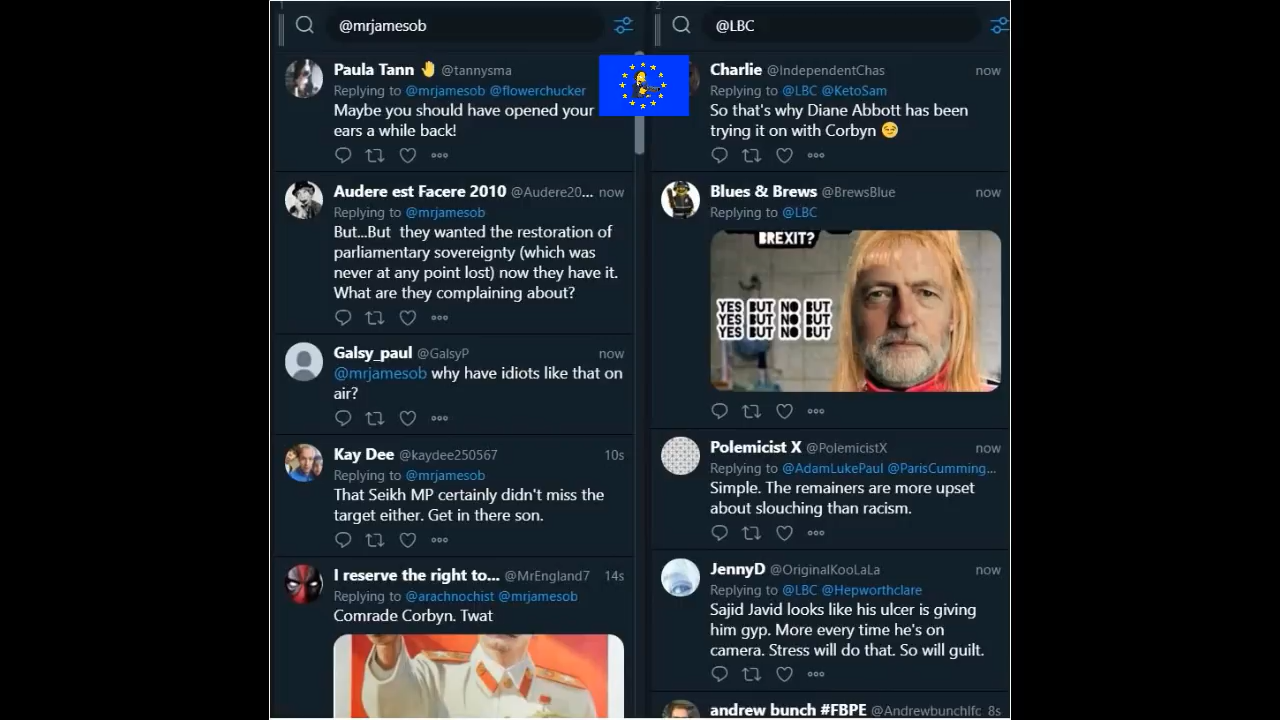 1
@mrjamesob
Paula Tann @tannysma
Replying to @mrjamesob @flowerchucker
Maybe you should have opened your
ears a while back!
Audere est Facere 2010 @Audere20... now
Replying to @mrjamesob
But...But they wanted the restoration of
parliamentary sovereignty (which was
never at any point lost) now they have it.
What are they complaining about?
Galsy_paul @GalsyP now
@mrjamesob why have idiots like that on
air?
Kay Dee @kaydee250567 10s
Replying to @mrjamesob
That Seikh MP certainly didn't miss the
target either. Get in there son.
I reserve the right to... @MrEngland7 14s
Replying to @arachnochist @mrjamesob
Comrade Corbyn. Twat
2
@LBC
Charlie @IndependentChas now
Replying to @LBC @KetoSam
So that's why Diane Abbott has been
trying it on with Corbyn
Blues & Brews @BrewsBlue now
Replying to @LBC
BREXIT?
YES BUT NO BUT
YES BUT NO BUT
YES BUT NO BUT
Polemicist X @PolemicistX now
Replying to @AdamLukePaul @ParisCumming...
Simple. The remainers are more upset
about slouching than racism.
JennyD @OriginalKooLaLa now
Replying to @LBC @Hepworthclare
Sajid Javid looks like his ulcer is giving
him gyp. More every time he's on
camera. Stress will do that. So will guilt.
andrew bunch #FBPE @Andrewbunchlfc 8s